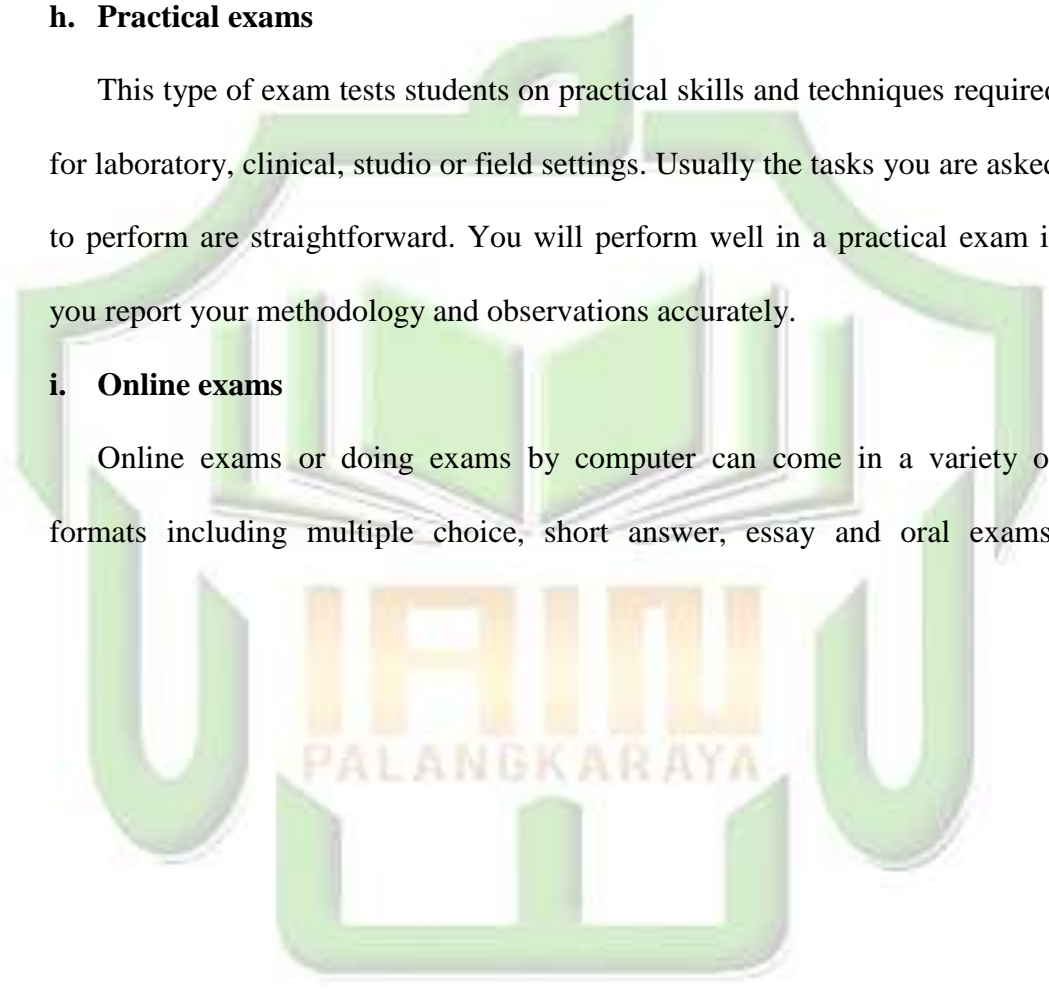 h. Practical exams
This type of exam tests students on practical skills and techniques required
for laboratory, clinical, studio or field settings. Usually the tasks you are asked
to perform are straightforward. You will perform well in a practical exam i
you report your methodology and observations accurately.
i. Online exams
Online exams or doing exams by computer can come in a variety o
formats including multiple choice, short answer, essay and oral exams
IAIN
PALANGKARAYA